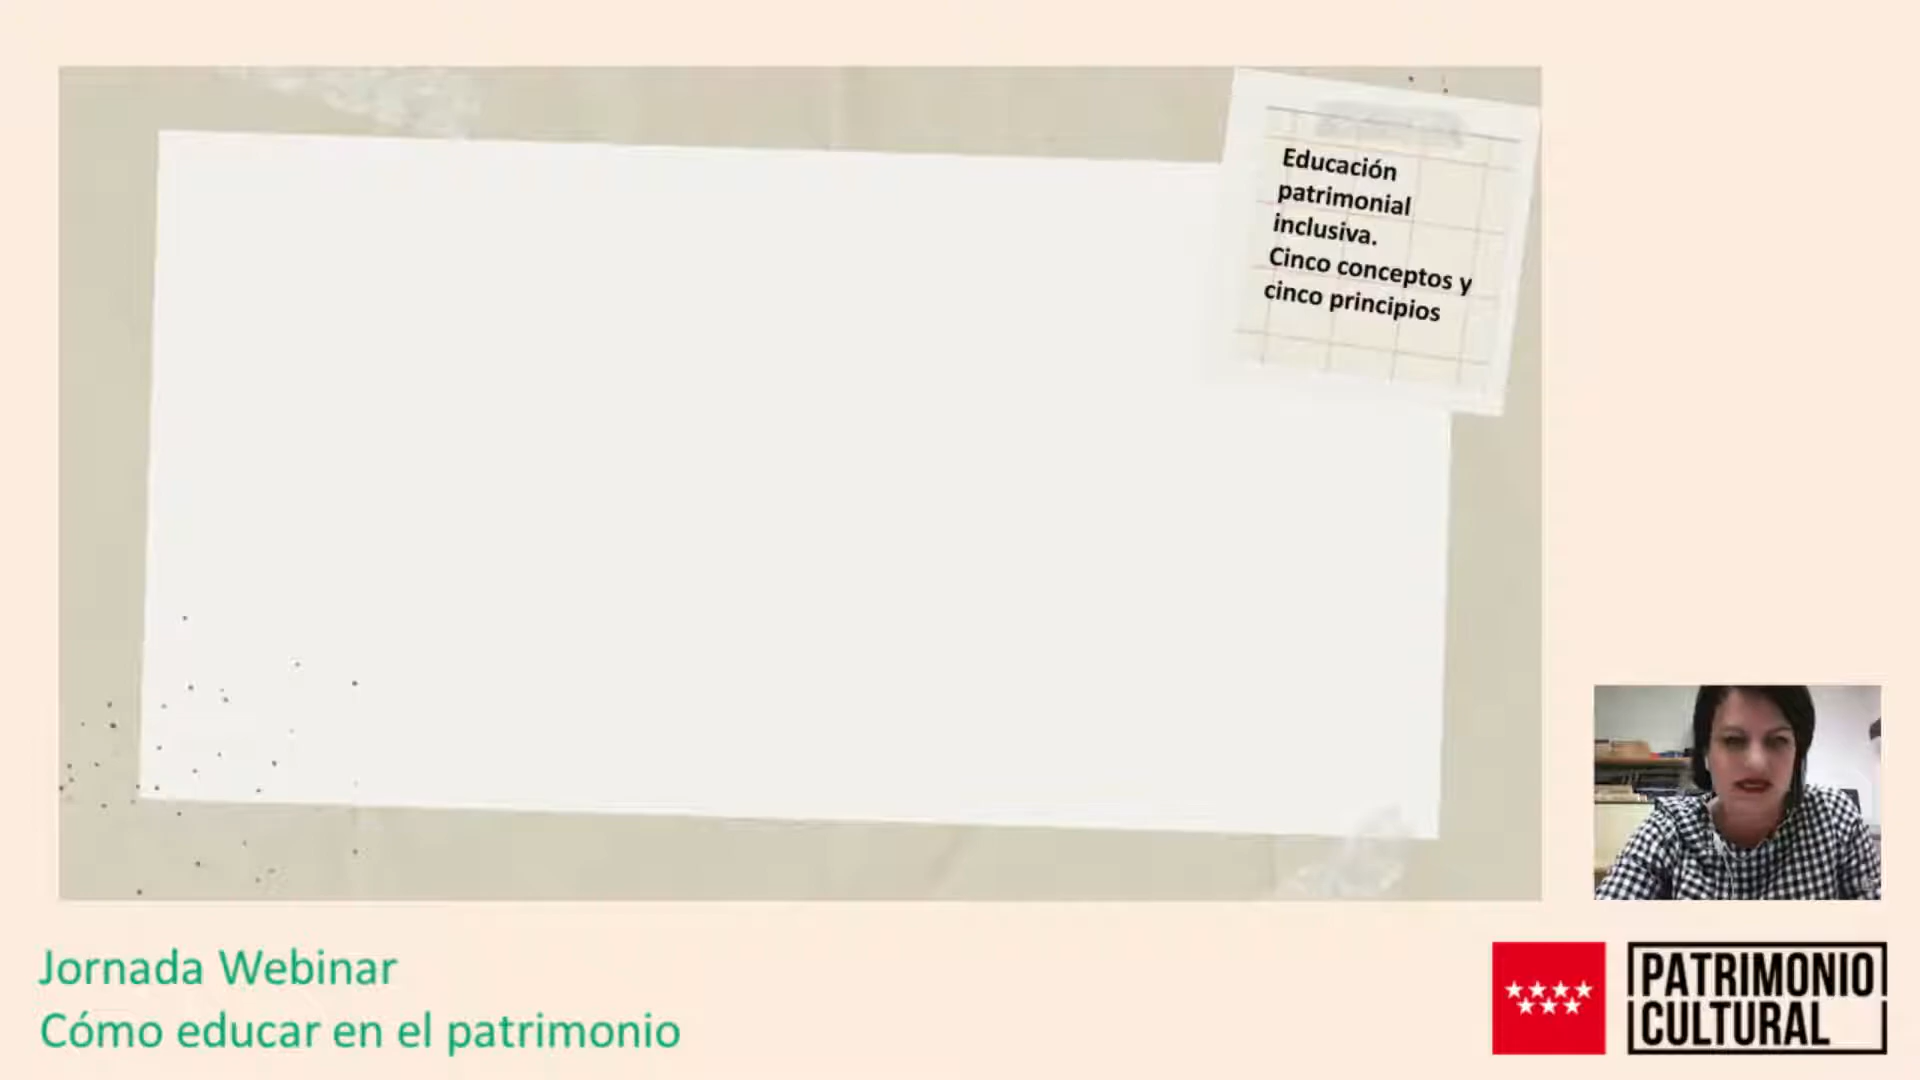 Educación
patrimonial
inclusiva.
Cinco conceptos y
cinco principios
Jornada Webinar
Cómo educar en el patrimonio
PATRIMONIO
CULTURAL